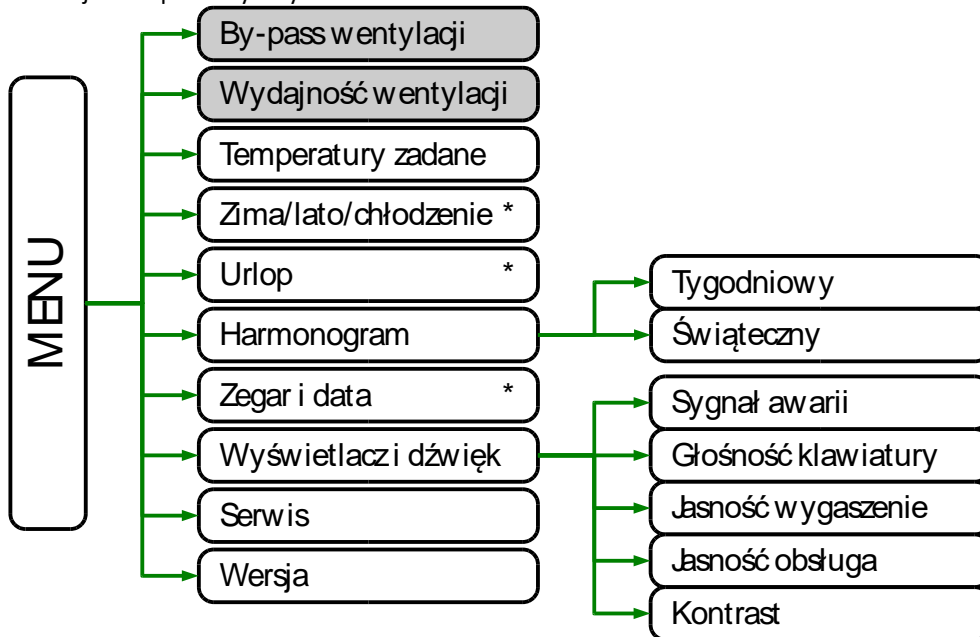 By-pass wentylacji
Wydajność wentylacji
Temperatury zadane
Zima/lato/chłodzenie *
Urlop *
Harmonogram
Zegar i data *
Wyświetlacz i dźwięk
Serwis
Wersja
MENU
Tygodniowy
Świąteczny
Sygnał awarii
Głośność klawiatury
Jasność wygaszenie
Jasność obsługa
Kontrast